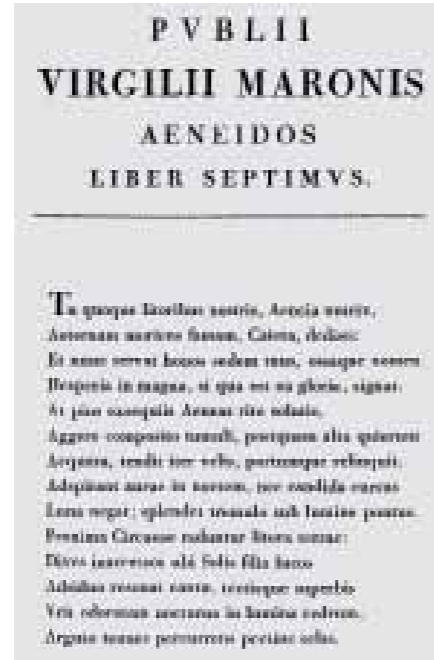 PVBLII
VIRGILII MARONIS
AENEIDOS
LIBER SEPTIMVS.
Tu quoque litoribus nostris, Aeneia nutrix,
Aeternam moriens famam, Caieta, dedisti:
Et nunc servat honos sedem tuus, ossaque nomen
Hesperia in magna, si qua est ea gloria, signat.
At pius exsequiis Aeneas rite solutis,
Aggere composito tumuli, postquam alta quierunt
Aequora, tendit iter velis, portumque relinquit.
Adspirant aurae in noctem, nec candida cursus
Luna negat; splendet tremulo sub lumine pontus.
Proxima Circaeae raduntur litora terrae:
Dives inaccessos ubi Solis filia lucos
Adsiduo resonat cantu, tectisque superbis
Vrit odoratam nocturna in lumina cedrum,
Arguto tenues percurrens pectine telas.